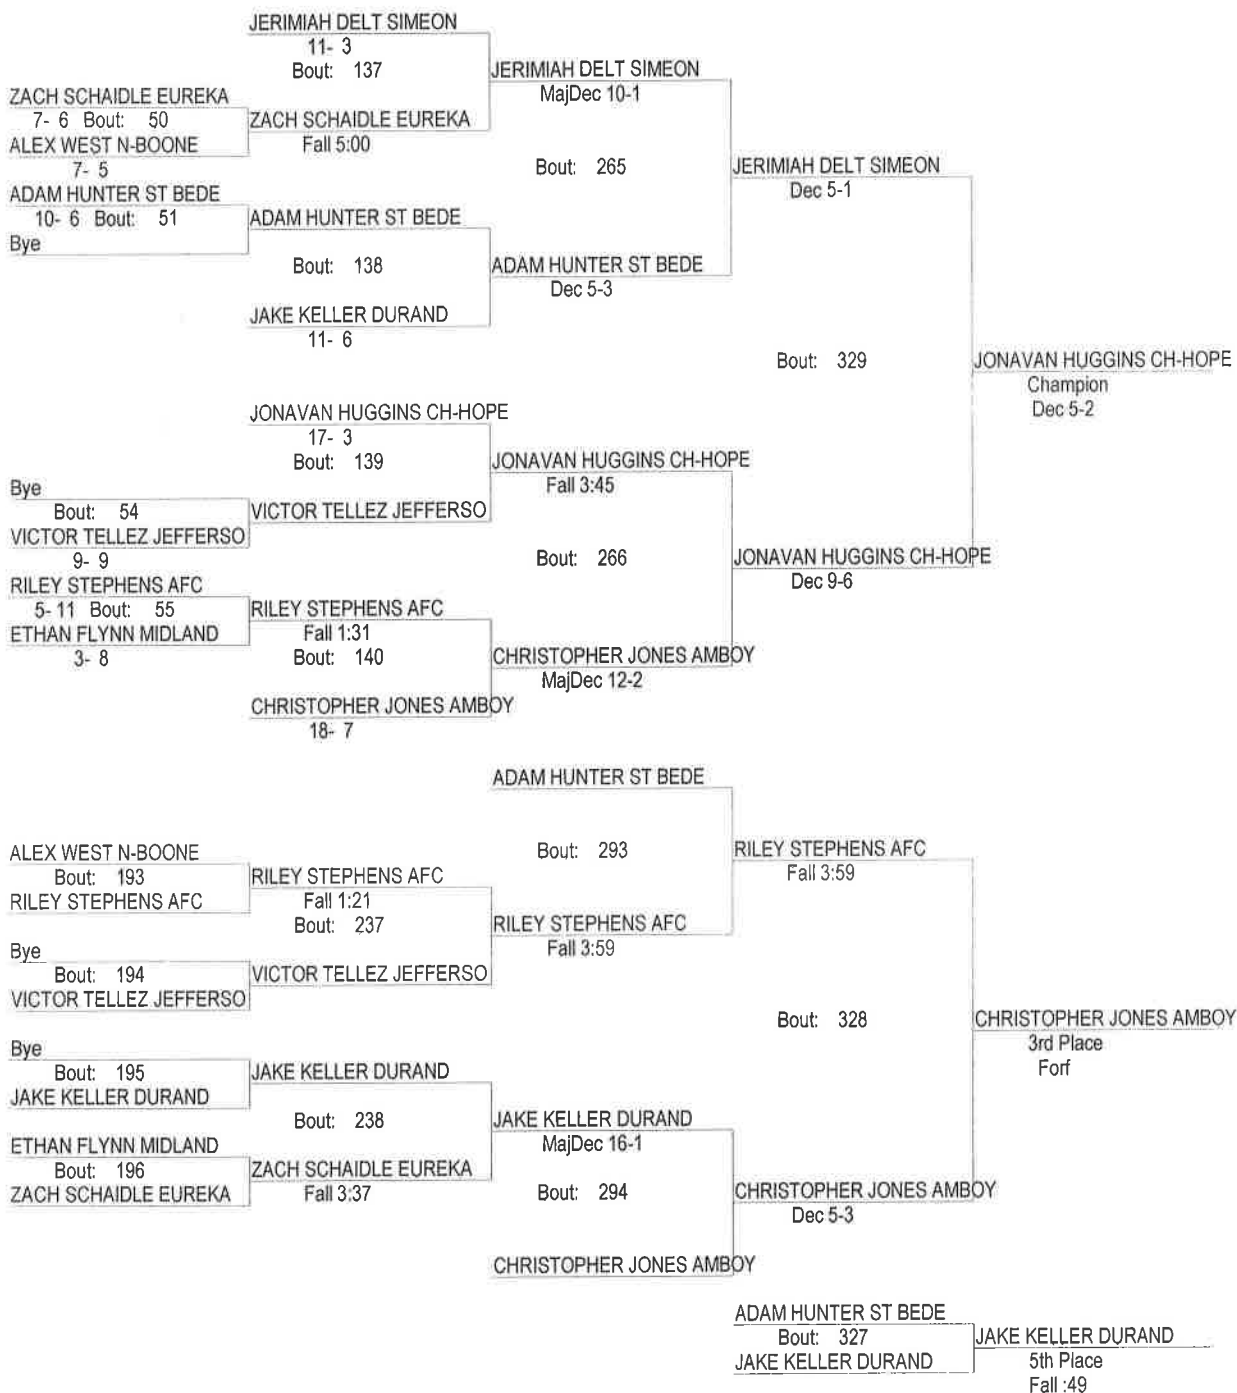 JERIMIAH DELT SIMEON
11- 3
Bout: 137
JERIMIAH DELT SIMEON
MajDec 10-1
ZACH SCHAIDLE EUREKA
7- 6 Bout: 50
ZACH SCHAIDLE EUREKA
Fall 5:00
ALEX WEST N-BOONE
7- 5
Bout: 265
JERIMIAH DELT SIMEON
Dec 5-1
ADAM HUNTER ST BEDE
10- 6 Bout: 51
ADAM HUNTER ST BEDE
Bye
Bout: 138
ADAM HUNTER ST BEDE
Dec 5-3
JAKE KELLER DURAND
11- 6
Bout: 329
JONAVAN HUGGINS CH-HOPE
Champion
Dec 5-2
JONAVAN HUGGINS CH-HOPE
17- 3
Bout: 139
JONAVAN HUGGINS CH-HOPE
Fall 3:45
Bye
Bout: 54
VICTOR TELLEZ JEFFERSO
VICTOR TELLEZ JEFFERSO
9- 9
Bout: 266
JONAVAN HUGGINS CH-HOPE
Dec 9-6
RILEY STEPHENS AFC
5- 11 Bout: 55
RILEY STEPHENS AFC
Fall 1:31
ETHAN FLYNN MIDLAND
3- 8
Bout: 140
CHRISTOPHER JONES AMBOY
MajDec 12-2
CHRISTOPHER JONES AMBOY
18- 7
ADAM HUNTER ST BEDE
Bout: 293
RILEY STEPHENS AFC
Fall 3:59
ALEX WEST N-BOONE
Bout: 193
RILEY STEPHENS AFC
RILEY STEPHENS AFC
Fall 1:21
Bout: 237
RILEY STEPHENS AFC
Fall 3:59
Bye
Bout: 194
VICTOR TELLEZ JEFFERSO
VICTOR TELLEZ JEFFERSO
Bout: 328
CHRISTOPHER JONES AMBOY
3rd Place
Forf
Bye
Bout: 195
JAKE KELLER DURAND
JAKE KELLER DURAND
Bout: 238
JAKE KELLER DURAND
MajDec 16-1
ETHAN FLYNN MIDLAND
Bout: 196
ZACH SCHAIDLE EUREKA
ZACH SCHAIDLE EUREKA
Fall 3:37
Bout: 294
CHRISTOPHER JONES AMBOY
Dec 5-3
CHRISTOPHER JONES AMBOY
ADAM HUNTER ST BEDE
Bout: 327
JAKE KELLER DURAND
JAKE KELLER DURAND
5th Place
Fall :49